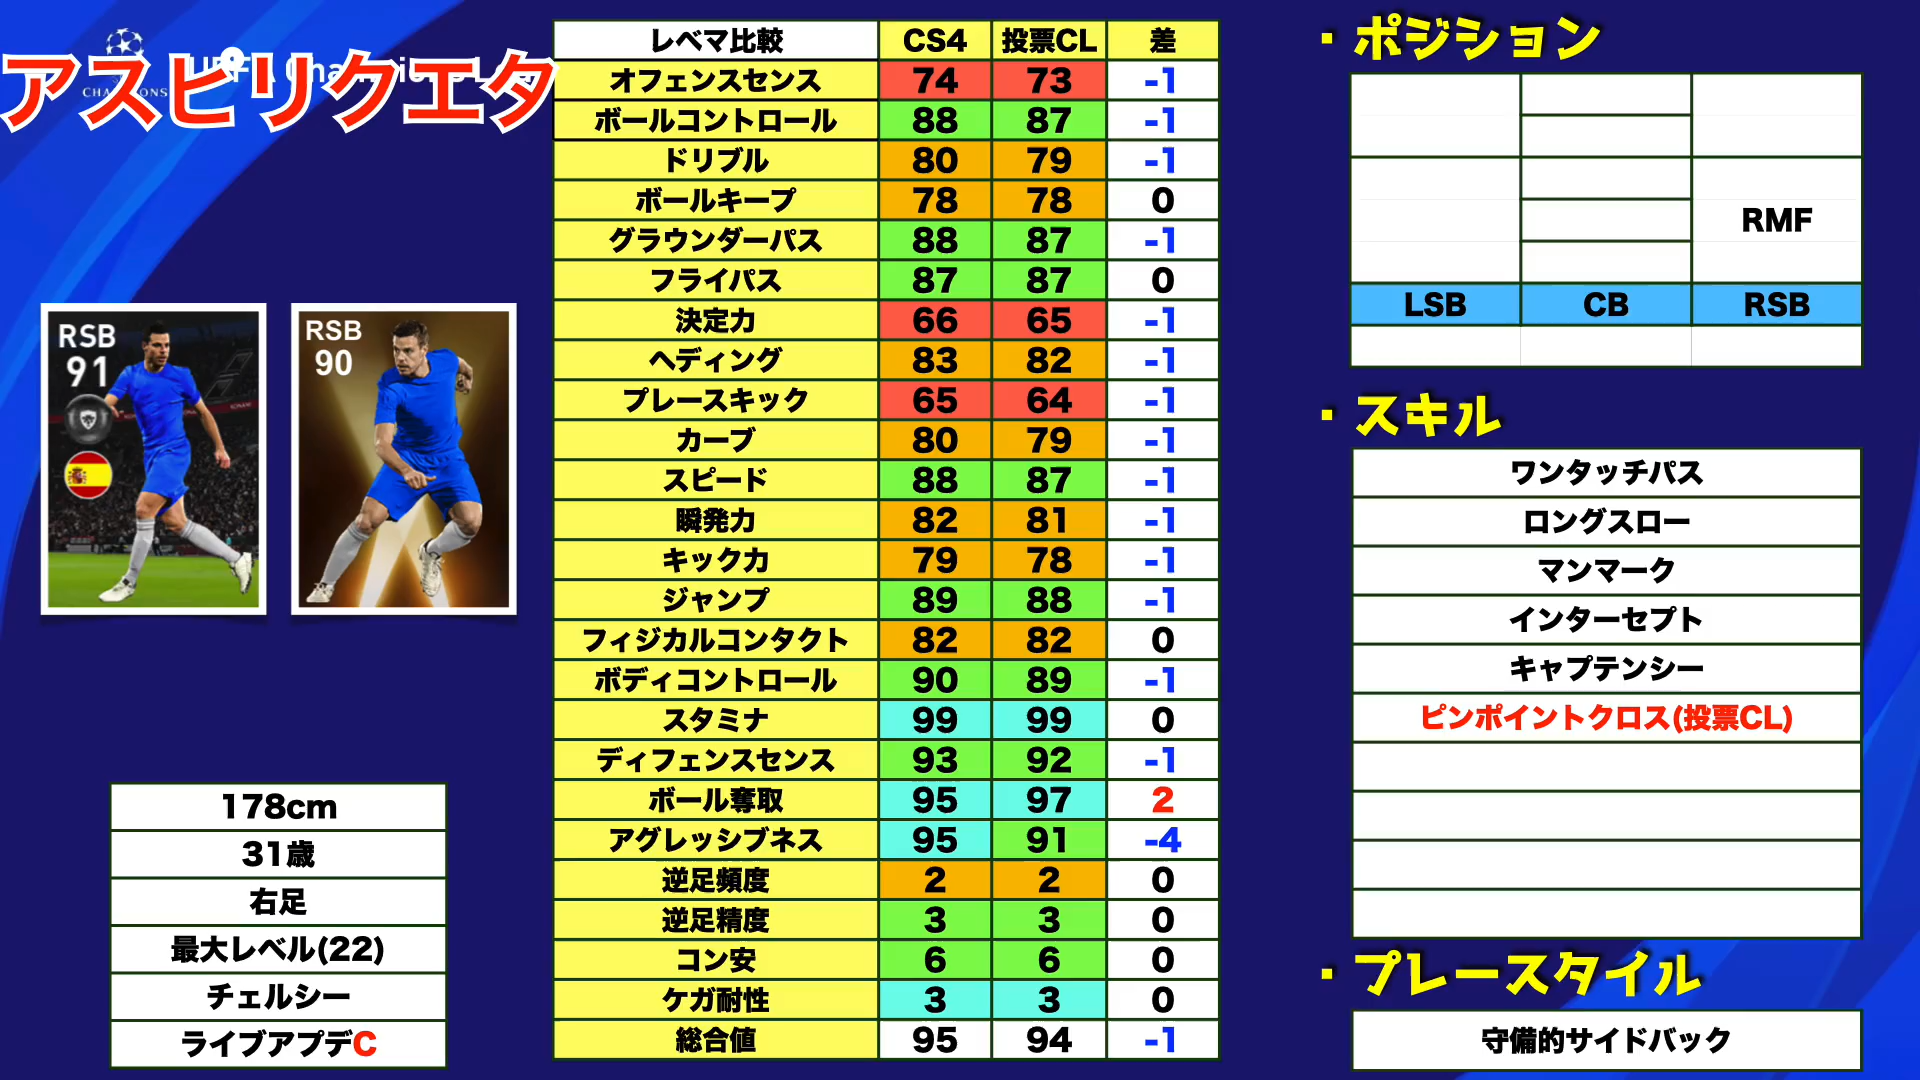 アスピリクエタ
RSB
91
RSB
90
178cm
31歳
右足
最大レベル(22)
チェルシー
ライブアプデC
レベマ比較 CS4 投票CL 差
オフェンスセンス 74 73 -1
ボールコントロール 88 87 -1
ドリブル 80 79 -1
ボールキープ 78 78 0
グラウンダーパス 88 87 -1
フライパス 87 87 0
決定力 66 65 -1
ヘディング 83 82 -1
プレースキック 65 64 -1
カーブ 80 79 -1
スピード 88 87 -1
瞬発力 82 81 -1
キック力 79 78 -1
ジャンプ 89 88 -1
フィジカルコンタクト 82 82 0
ボディコントロール 90 89 -1
スタミナ 99 99 0
ディフェンスセンス 93 92 -1
ボール奪取 95 97 2
アグレッシブネス 95 91 -4
逆足頻度 2 2 0
逆足精度 3 3 0
コン安 6 6 0
ケガ耐性 3 3 0
総合値 95 94 -1
・ポジション
RMF
LSB CB RSB
・スキル
ワンタッチパス
ロングスロー
マンマーク
インターセプト
キャプテンシー
ピンポイントクロス(投票CL)
・プレースタイル
守備的サイドバック